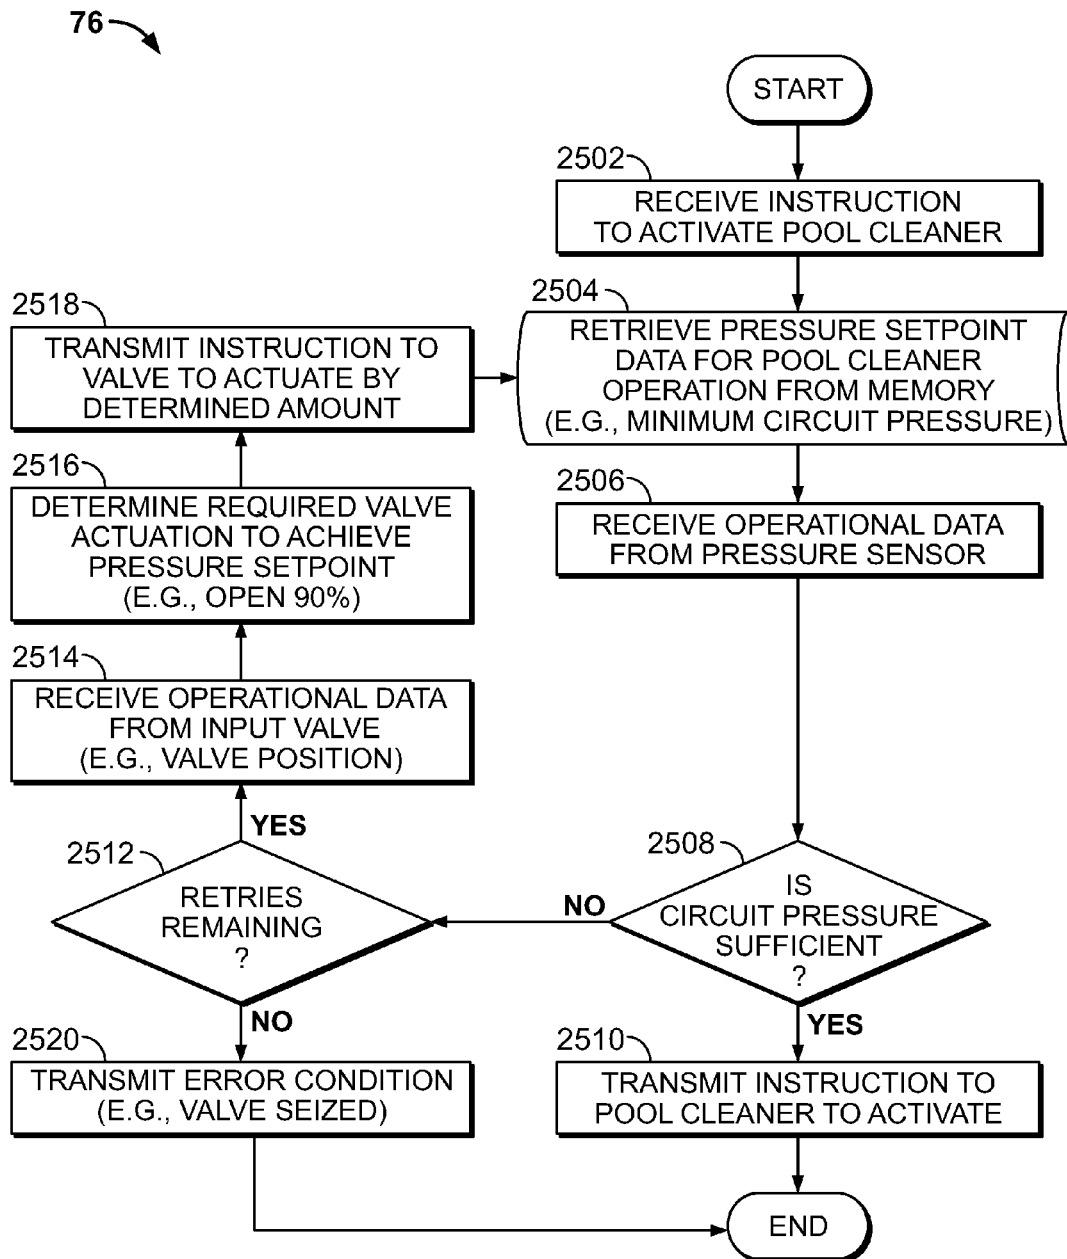 76
START
2502
RECEIVE INSTRUCTION
TO ACTIVATE POOL CLEANER
2504
RETRIEVE PRESSURE SETPOINT
DATA FOR POOL CLEANER
OPERATION FROM MEMORY
(E.G., MINIMUM CIRCUIT PRESSURE)
2506
RECEIVE OPERATIONAL DATA
FROM PRESSURE SENSOR
2508
IS
CIRCUIT PRESSURE
SUFFICIENT
?
YES
2510
TRANSMIT INSTRUCTION TO
POOL CLEANER TO ACTIVATE
NO
2512
RETRIES
REMAINING
?
YES
2514
RECEIVE OPERATIONAL DATA
FROM INPUT VALVE
(E.G., VALVE POSITION)
2516
DETERMINE REQUIRED VALVE
ACTUATION TO ACHIEVE
PRESSURE SETPOINT
(E.G., OPEN 90%)
2518
TRANSMIT INSTRUCTION TO
VALVE TO ACTUATE BY
DETERMINED AMOUNT
NO
2520
TRANSMIT ERROR CONDITION
(E.G., VALVE SEIZED)
END